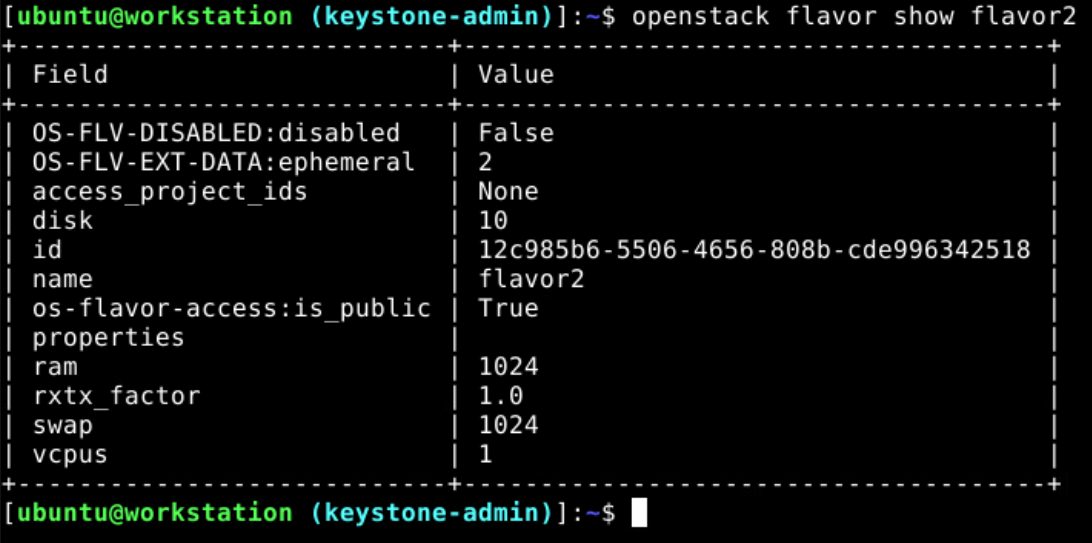 [ubuntu@workstation (keystone-admin)]:~$ openstack flavor show flavor2
+----------------------------+--------------------------------------+
| Field                      | Value                                |
+----------------------------+--------------------------------------+
| OS-FLV-DISABLED:disabled   | False                                |
| OS-FLV-EXT-DATA:ephemeral  | 2                                    |
| access_project_ids         | None                                 |
| disk                       | 10                                   |
| id                         | 12c985b6-5506-4656-808b-cde996342518 |
| name                       | flavor2                              |
| os-flavor-access:is_public | True                                 |
| properties                 |                                      |
| ram                        | 1024                                 |
| rxtx_factor                | 1.0                                  |
| swap                       | 1024                                 |
| vcpus                      | 1                                    |
+----------------------------+--------------------------------------+
[ubuntu@workstation (keystone-admin)]:~$